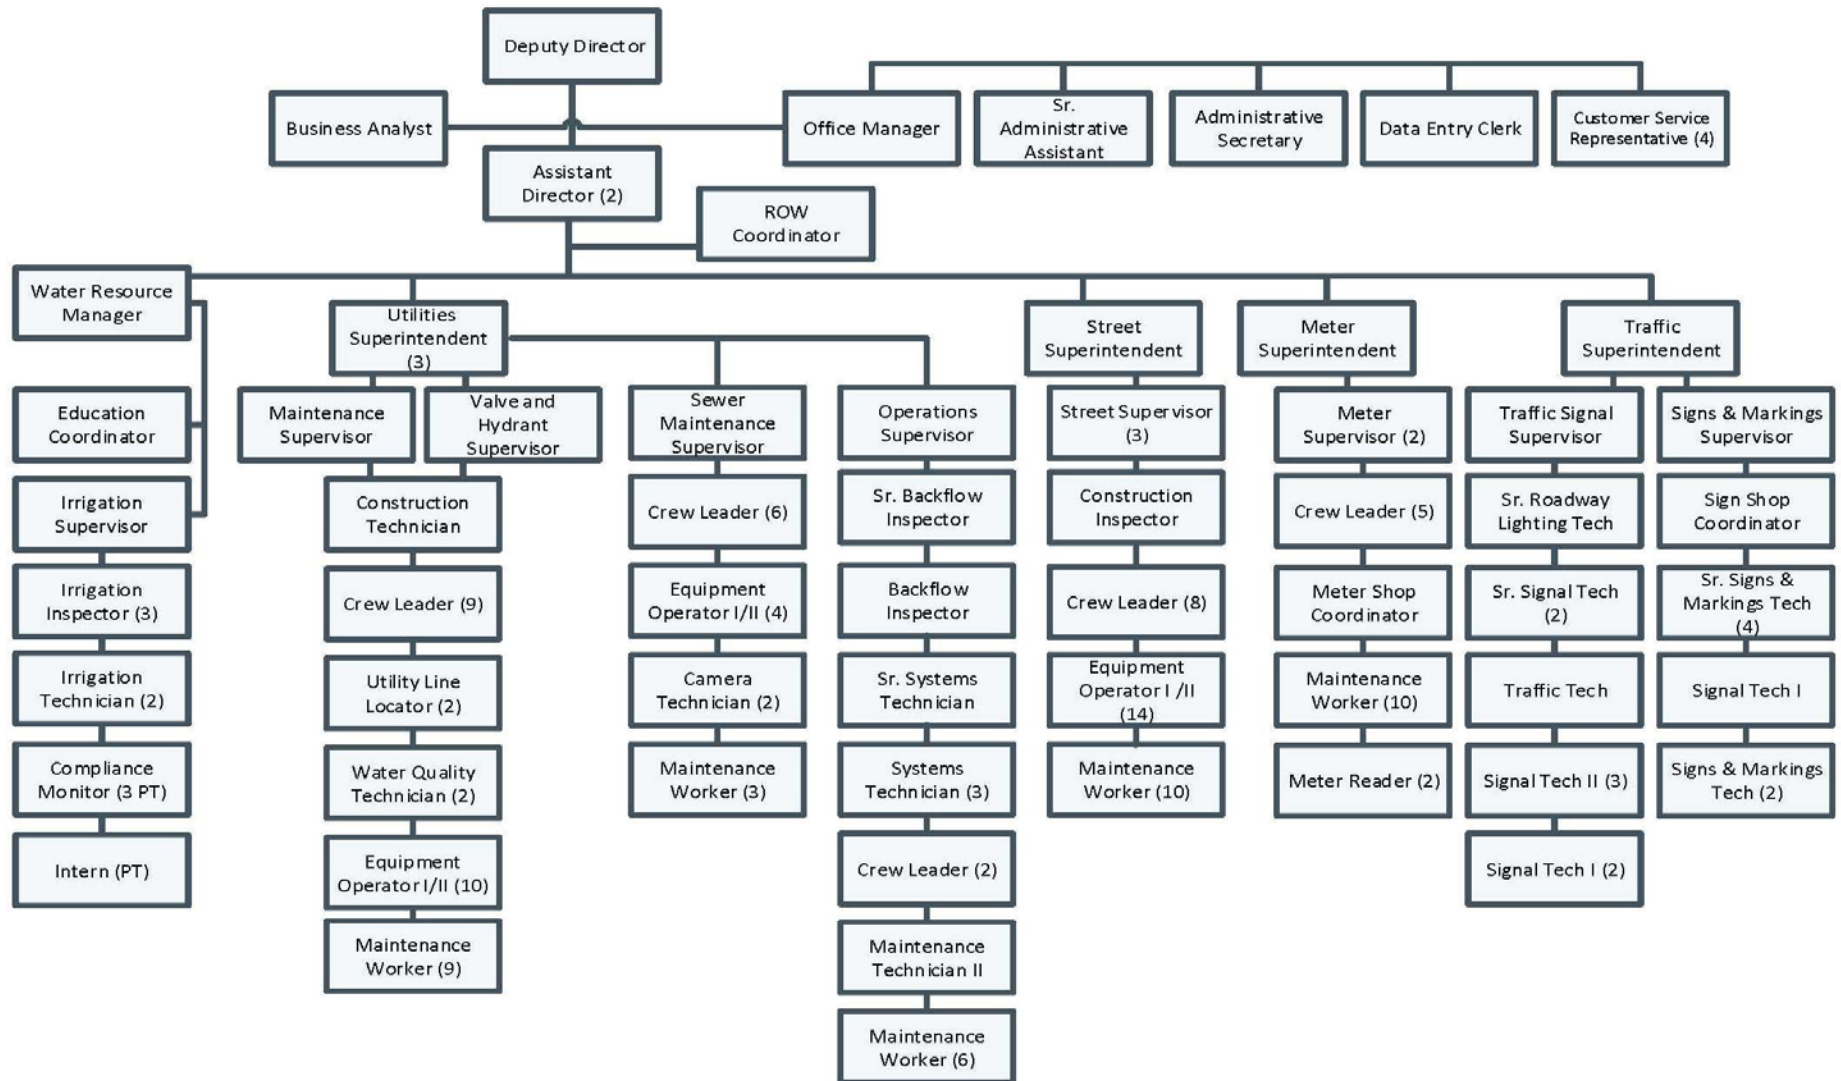 Deputy Director
Business Analyst
Office Manager
Sr.
Administrative
Assistant
Administrative
Secretary
Data Entry Clerk
Customer Service
Representative (4)
Assistant
Director (2)
ROW
Coordinator
Water Resource
Manager
Education
Coordinator
Irrigation
Supervisor
Irrigation
Inspector (3)
Irrigation
Technician (2)
Compliance
Monitor (3 PT)
Intern (PT)
Utilities
Superintendent
(3)
Maintenance
Supervisor
Valve and
Hydrant
Supervisor
Construction
Technician
Crew Leader (9)
Utility Line
Locator (2)
Water Quality
Technician (2)
Equipment
Operator I/II (10)
Maintenance
Worker (9)
Sewer
Maintenance
Supervisor
Crew Leader (6)
Equipment
Operator I/II (4)
Camera
Technician (2)
Maintenance
Worker (3)
Operations
Supervisor
Sr. Backflow
Inspector
Backflow
Inspector
Sr. Systems
Technician
Systems
Technician (3)
Crew Leader (2)
Maintenance
Technician II
Maintenance
Worker (6)
Street
Superintendent
Street Supervisor
(3)
Construction
Inspector
Crew Leader (8)
Equipment
Operator I /II
(14)
Maintenance
Worker (10)
Meter
Superintendent
Meter
Supervisor (2)
Crew Leader (5)
Meter Shop
Coordinator
Maintenance
Worker (10)
Meter Reader (2)
Traffic
Superintendent
Traffic Signal
Supervisor
Sr. Roadway
Lighting Tech
Sr. Signal Tech
(2)
Traffic Tech
Signal Tech II (3)
Signal Tech I (2)
Signs & Markings
Supervisor
Sign Shop
Coordinator
Sr. Signs &
Markings Tech
(4)
Signal Tech I
Signs & Markings
Tech (2)